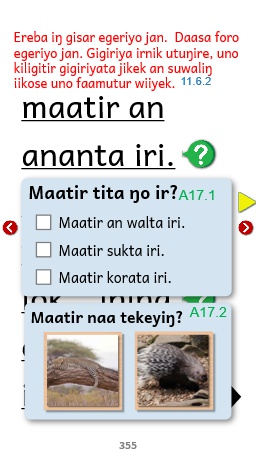 Ereba iŋ gisar egeriyo jan. Daasa foro
egeriyo jan. Gigiriya irnik utuŋire, uno
kiligitir gigiriyata jikek an suwaliŋ
iikose uno faamutur wiiyek. 11.6.2
maatir an
ananta iri. ?
Maatir tita ŋo ir? A17.1
Maatir an walta iri.
Maatir sukta iri.
Maatir korata iri.
Maatir naa tekeyiŋ? A17.2
355